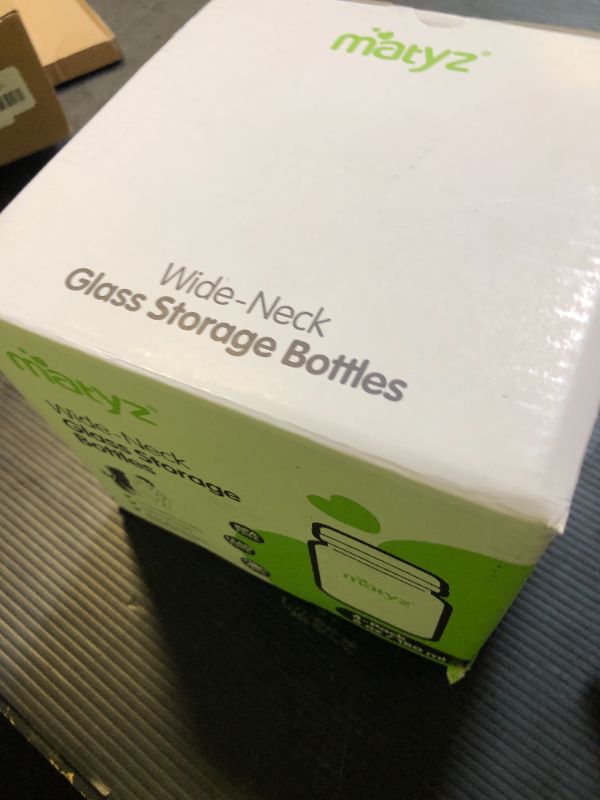 matyz
Wide-Neck
Glass Storage Bottles
matyz
Wide-Neck
Glass Storage
Bottles
matyz